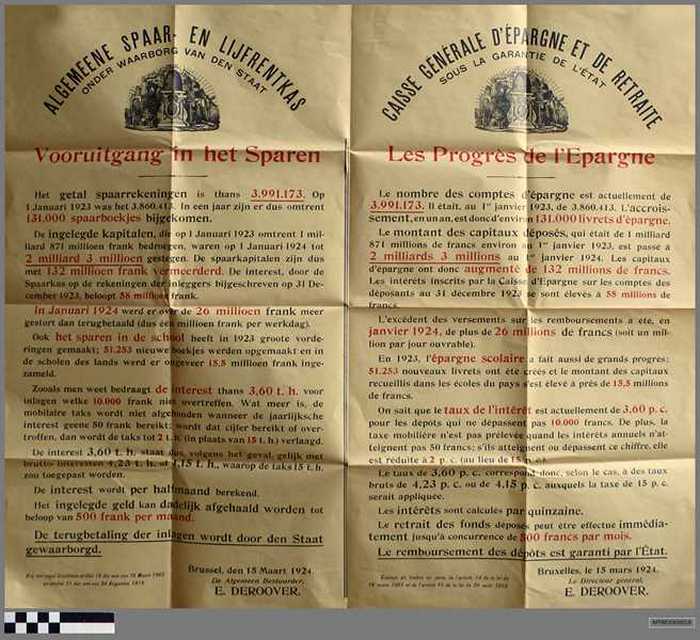 ALGEMEENE SPAAR- EN LIJFRENTKAS
ONDER WAARBORG VAN DEN STAAT
Vooruitgang in het Sparen
Het getal spaarrekeningen is thans 3,991,173. Op
1 Januari 1923 was het 3.860.413. In een jaar zijn er dus omtrent
131.000 spaarboekjes bijgekomen.
De ingelegde kapitalen, die op 1 Januari 1923 omtrent 1 mil-
liard 871 millioen frank bedroegen, waren op 1 Januari 1924 tot
2 milliard 3 millioen gestegen. De spaarkapitalen zijn dus
met 132 millioen frank vermeerderd. De interest, door de
Spaarkas op de rekeningen der inleggers bijgeschreven op 31 De-
cember 1923, beloopt 58 millioen frank.
In Januari 1924 werd er over de 26 millioen frank meer
gestort dan terugbetaald (dus één millioen frank per werkdag).
Ook het sparen in de school heeft in 1923 groote vorde-
ringen gemaakt; 51.253 nieuwe boekjes werden opgemaakt en in
de scholen des lands werd er ongeveer 15,5 millioen frank inge-
zameld.
Zooals men weet bedraagt de interest thans 3,60 t. h. voor
inlagen welke 10.000 frank niet overtreffen. Wat meer is, de
mobilaire taks wordt niet afgehouden wanneer de jaarlijksche
interest geene 50 frank bereikt; wordt dat cijfer bereikt of over-
troffen, dan wordt de taks tot 2 t. h. (in plaats van 15 t. h.) verlaagd.
De interest 3,60 t. h. staat dus, volgens het geval, gelijk met
bruto-interesten 4,23 t. h. of 4,15 t. h., waarop de taks 15 t. h.
zou toegepast worden.
De interest wordt per halfmaand berekend.
Het ingelegde geld kan dadelijk afgehaald worden tot
beloop van 500 frank per maand.
De terugbetaling der inlagen wordt door den Staat
gewaarborgd.
Brussel, den 15 Maart 1924.
De Algemeen Bestuurder,
E. DEROOVER.
CAISSE GÉNÉRALE D'ÉPARGNE ET DE RETRAITE
SOUS LA GARANTIE DE L'ÉTAT
Les Progrès de l'Epargne
Le nombre des comptes d'épargne est actuellement de
3.991.173. Il était, au 1er janvier 1923, de 3.860.413. L'accrois-
sement, en un an, est donc d'environ 131.000 livrets d'épargne.
Le montant des capitaux déposés, qui était de 1 milliard
871 millions de francs environ au 1er janvier 1923, est passé à
2 milliards 3 millions au 1er janvier 1924. Les capitaux
d'épargne ont donc augmenté de 132 millions de francs.
Les intérêts inscrits par la Caisse d'Epargne sur les comptes des
déposants au 31 décembre 1923 se sont élevés à 58 millions de
francs.
L'excédent des versements sur les remboursements a été, en
janvier 1924, de plus de 26 millions de francs (soit un mil-
lion par jour ouvrable).
En 1923, l'épargne scolaire a fait aussi de grands progrès:
51.253 nouveaux livrets ont été créés et le montant des capitaux
recueillis dans les écoles du pays s'est élevé à près de 15,5 millions
de francs.
On sait que le taux de l'intérêt est actuellement de 3,60 p. c.
pour les dépôts qui ne dépassent pas 10.000 francs. De plus, la
taxe mobilière n'est pas prélevée quand les intérêts annuels n'at-
teignent pas 50 francs; s'ils atteignent ou dépassent ce chiffre, elle
est réduite à 2 p. c. (au lieu de 15 p. c.).
Le taux de 3,60 p. c. correspond donc, selon le cas, à des taux
bruts de 4,23 p. c. ou de 4,15 p. c. auxquels la taxe de 15 p. c.
serait appliquée.
Les intérêts sont calculés par quinzaine.
Le retrait des fonds déposés peut être effectué immédia-
tement jusqu'à concurrence de 500 francs par mois.
Le remboursement des dépôts est garanti par l'État.
Bruxelles, le 15 mars 1924.
Le Directeur général,
E. DEROOVER.